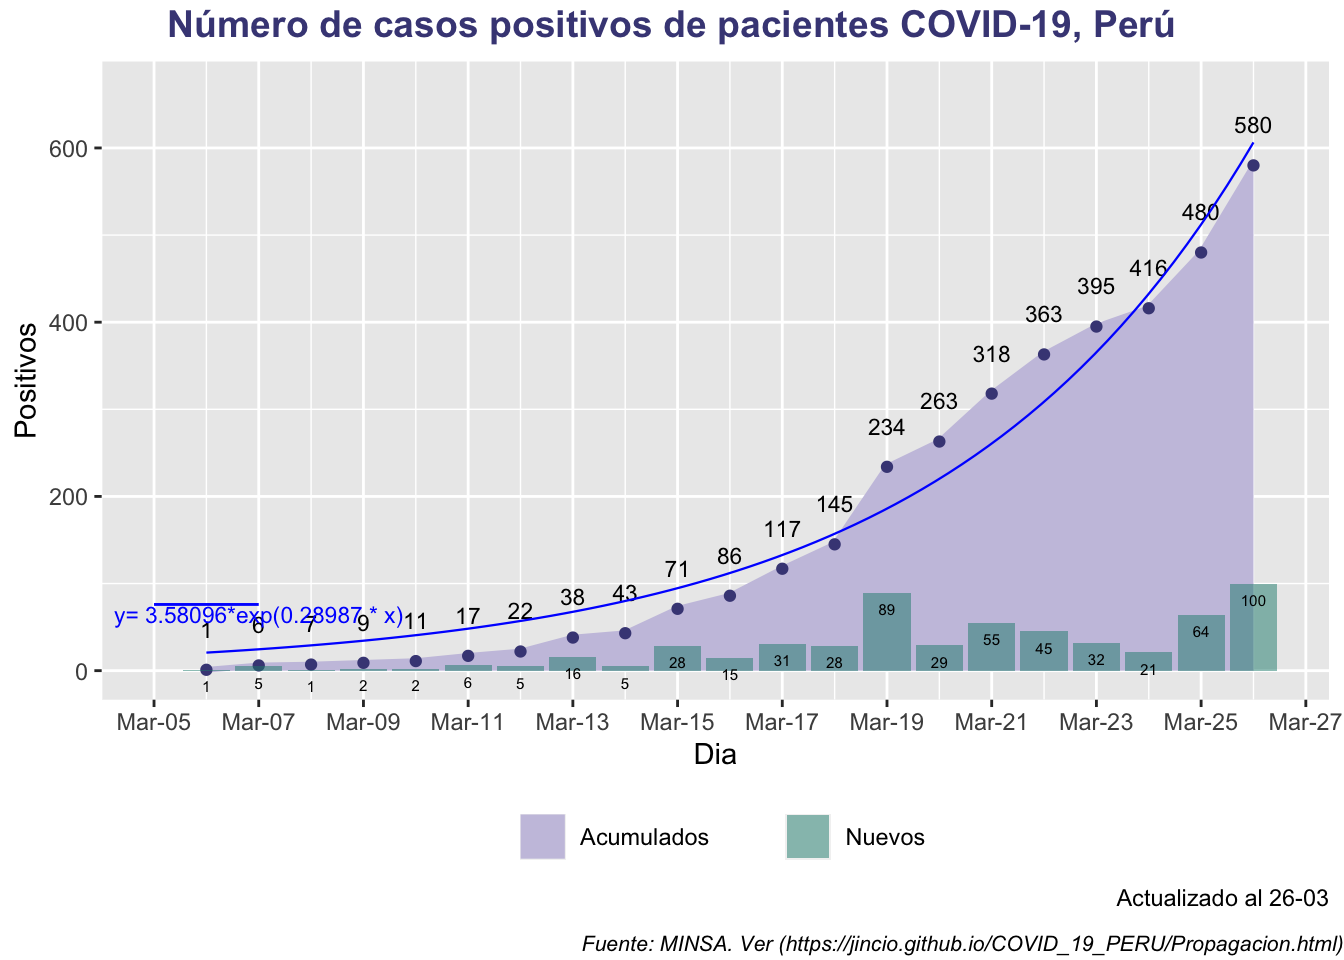 Número de casos positivos de pacientes COVID-19, Perú
Positivos
600
400
200
0
y= 3.58096*exp(0.28987 * x)
1 6 7 9 11 17 22 38 43 71 86 117 145 234 263 318 363 395 416 480 580
1 5 1 2 2 6 5 16 5 28 15 31 28 89 29 55 45 32 21 64 100
Mar-05 Mar-07 Mar-09 Mar-11 Mar-13 Mar-15 Mar-17 Mar-19 Mar-21 Mar-23 Mar-25 Mar-27
Dia
Acumulados Nuevos
Actualizado al 26-03
Fuente: MINSA. Ver (https://jincio.github.io/COVID_19_PERU/Propagacion.html)